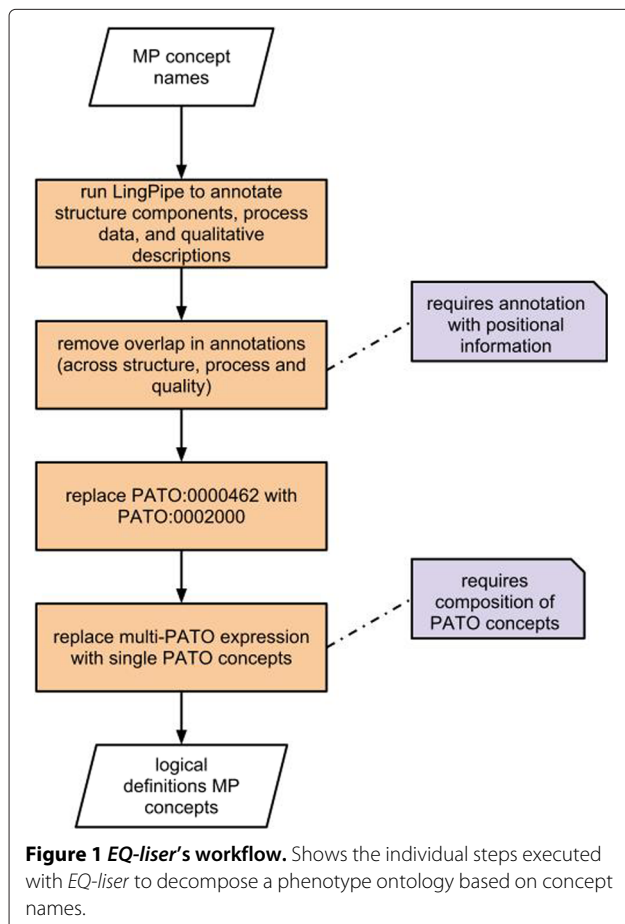 MP concept
names
run LingPipe to annotate
structure components, process
data, and qualitative
descriptions
remove overlap in annotations
(across structure, process and
quality)
requires annotation
with positional
information
replace PATO:0000462 with
PATO:0002000
replace multi-PATO expression
with single PATO concepts
requires
composition of
PATO concepts
logical
definitions MP
concepts
Figure 1 EQ-liser's workflow. Shows the individual steps executed
with EQ-liser to decompose a phenotype ontology based on concept
names.